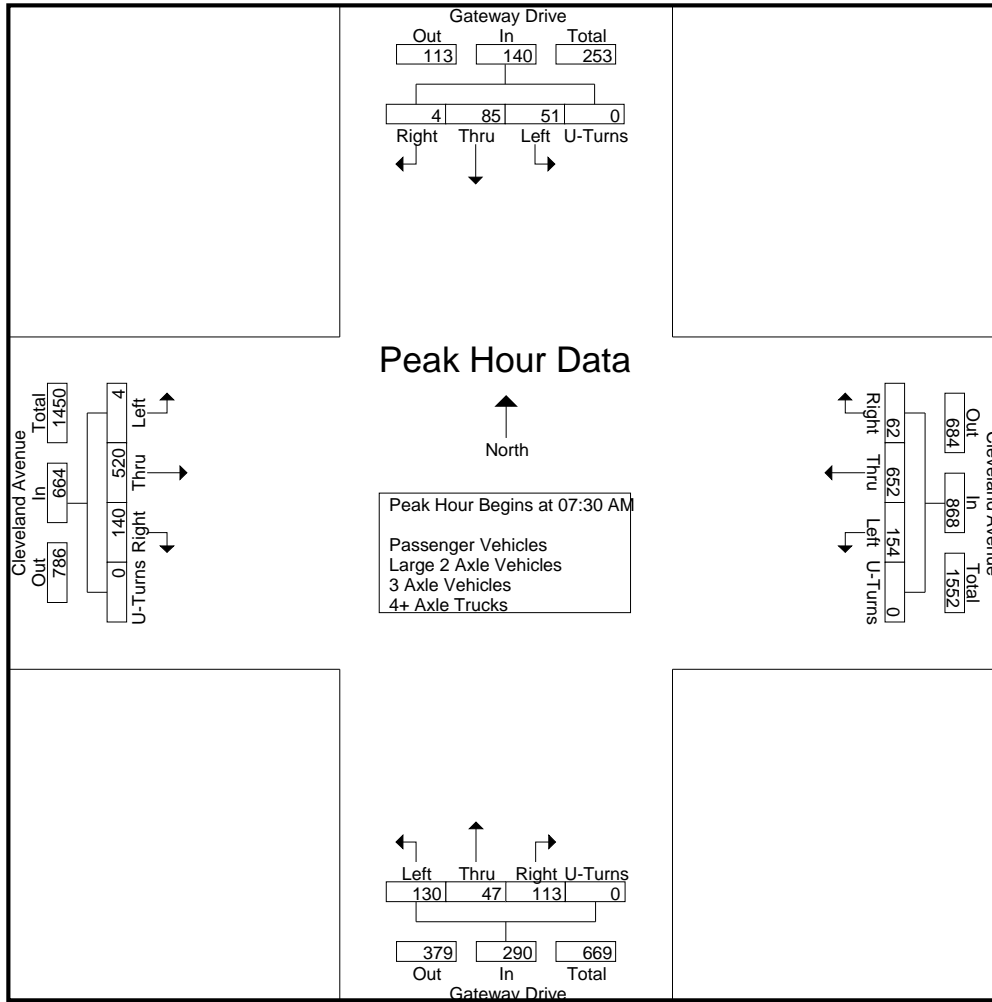 Gateway Drive
Out In Total
113 140 253
4 85 51 0
Right Thru Left U-Turns
Peak Hour Data
North
Peak Hour Begins at 07:30 AM
Passenger Vehicles
Large 2 Axle Vehicles
3 Axle Vehicles
4+ Axle Trucks
Cleveland Avenue
Out In Total
786 664 1450
0 140 520 4
U-Turns Right Thru Left
Cleveland Avenue
Out In Total
684 868 1552
62 652 154 0
Right Thru Left U-Turns
Left Thru Right U-Turns
130 47 113 0
379 290 669
Out In Total
Gateway Drive